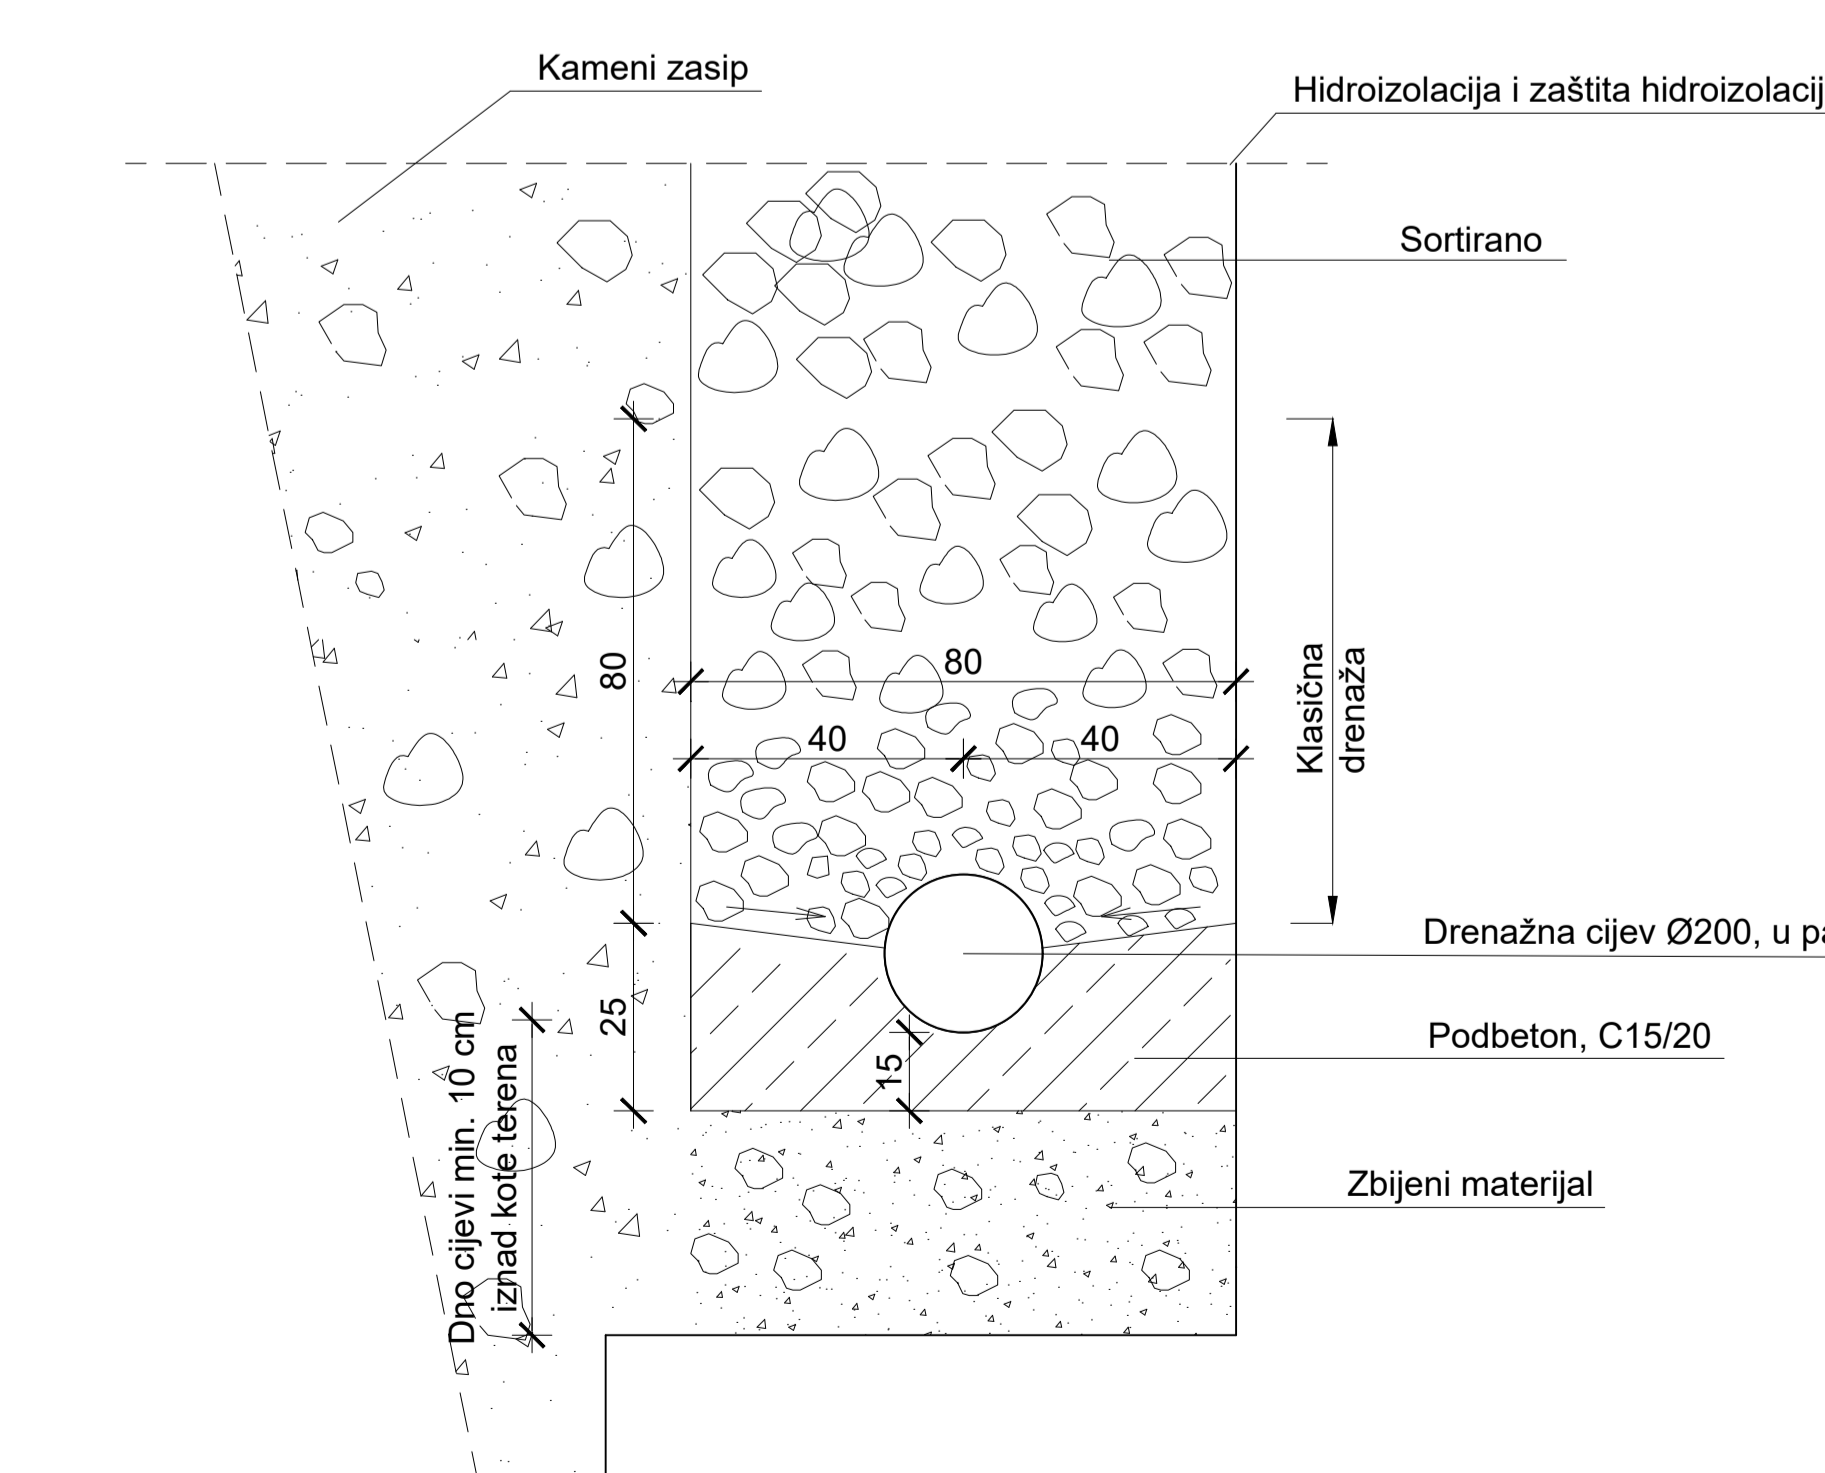 Kameni zasip
Hidroizolacija i zaštita hidroizolacij
Sortirano
80
80
40
40
Klasična
drenaža
Drenažna cijev Ø200, u pa
25
15
Podbeton, C15/20
Dno cijevi min. 10 cm
iznad kote terena
Zbijeni materijal